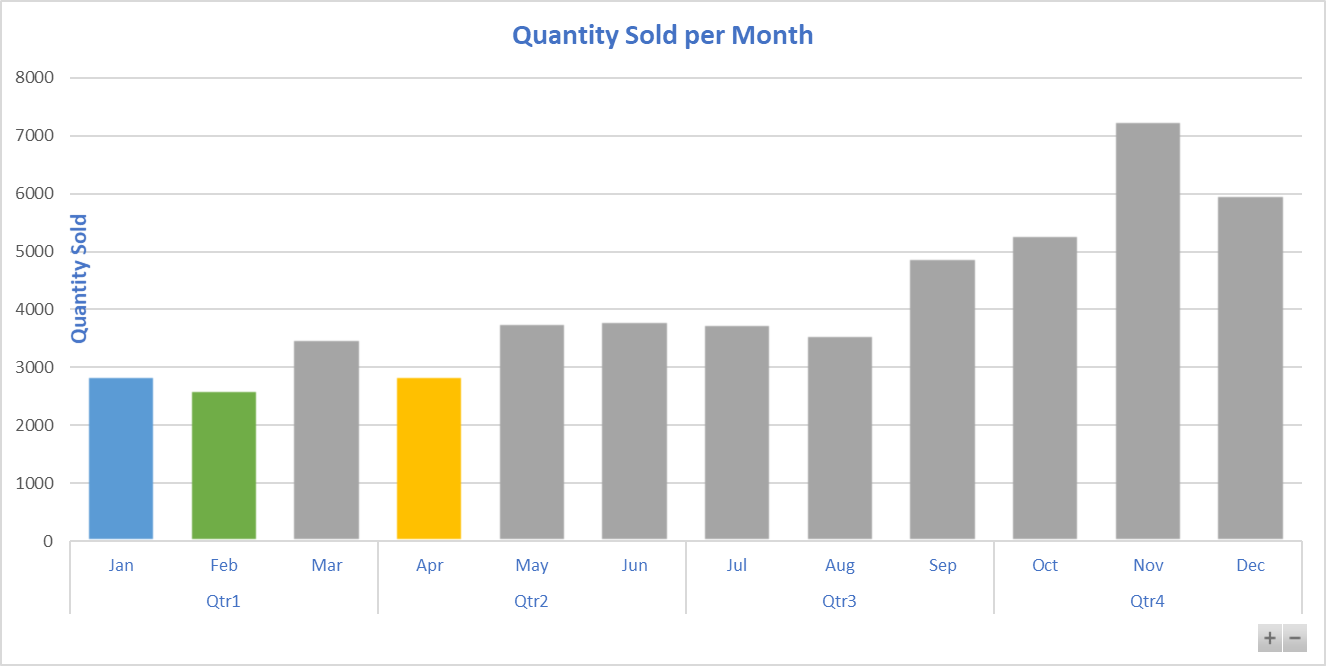 Quantity Sold per Month
Quantity Sold
8000
7000
6000
5000
4000
3000
2000
1000
0
Jan Feb Mar Apr May Jun Jul Aug Sep Oct Nov Dec
Qtr1 Qtr2 Qtr3 Qtr4
+ −